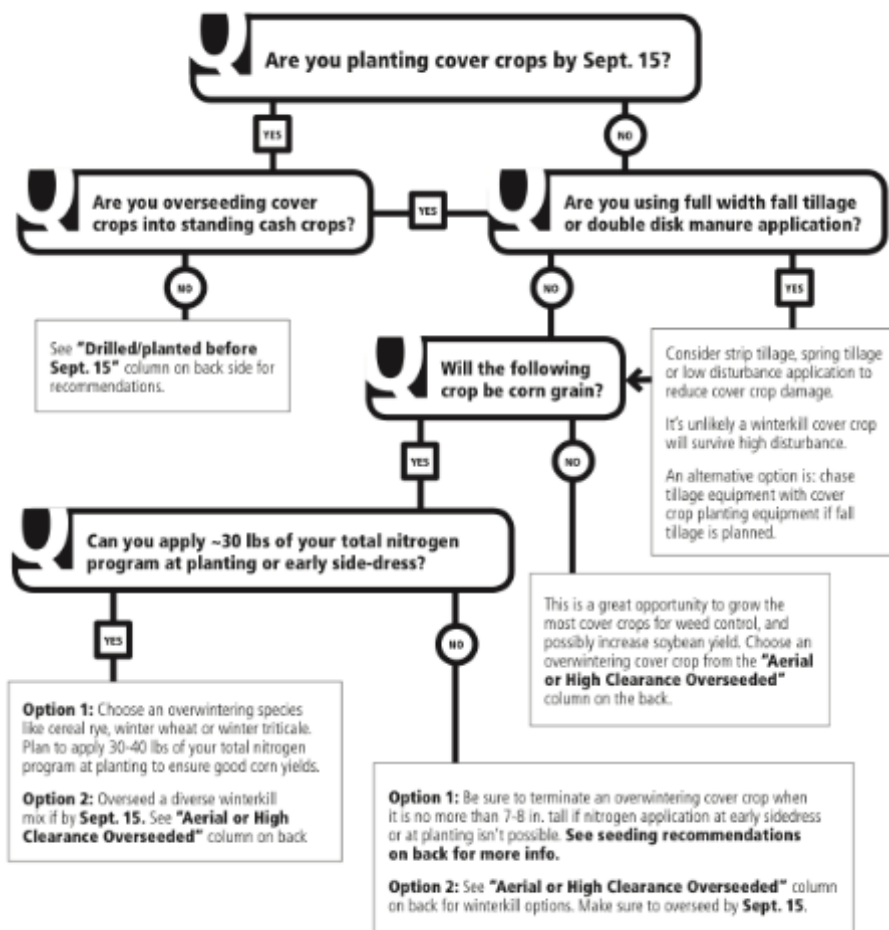 Q
Are you planting cover crops by Sept. 15?
YES
NO
Q
Are you overseeding cover
crops into standing cash crops?
YES
Q
Are you using full width fall tillage
or double disk manure application?
NO
NO
YES
See "Drilled/planted before
Sept. 15" column on back side for
recommendations.
Q
Will the following
crop be corn grain?
Consider strip tillage, spring tillage
or low disturbance application to
reduce cover crop damage.
It's unlikely a winterkill cover crop
will survive high disturbance.
An alternative option is: chase
tillage equipment with cover
crop planting equipment if fall
tillage is planned.
YES
NO
Q
Can you apply ~30 lbs of your total nitrogen
program at planting or early side-dress?
This is a great opportunity to grow the
most cover crops for weed control, and
possibly increase soybean yield. Choose an
overwintering cover crop from the "Aerial
or High Clearance Overseeded"
column on the back.
YES
NO
Option 1: Choose an overwintering species
like cereal rye, winter wheat or winter triticale.
Plan to apply 30-40 lbs of your total nitrogen
program at planting to ensure good corn yields.
Option 2: Overseed a diverse winterkill
mix if by Sept. 15. See "Aerial or High
Clearance Overseeded" column on back
Option 1: Be sure to terminate an overwintering cover crop when
it is no more than 7-8 in. tall if nitrogen application at early sidedress
or at planting isn't possible. See seeding recommendations
on back for more info.
Option 2: See "Aerial or High Clearance Overseeded" column
on back for winterkill options. Make sure to overseed by Sept. 15.